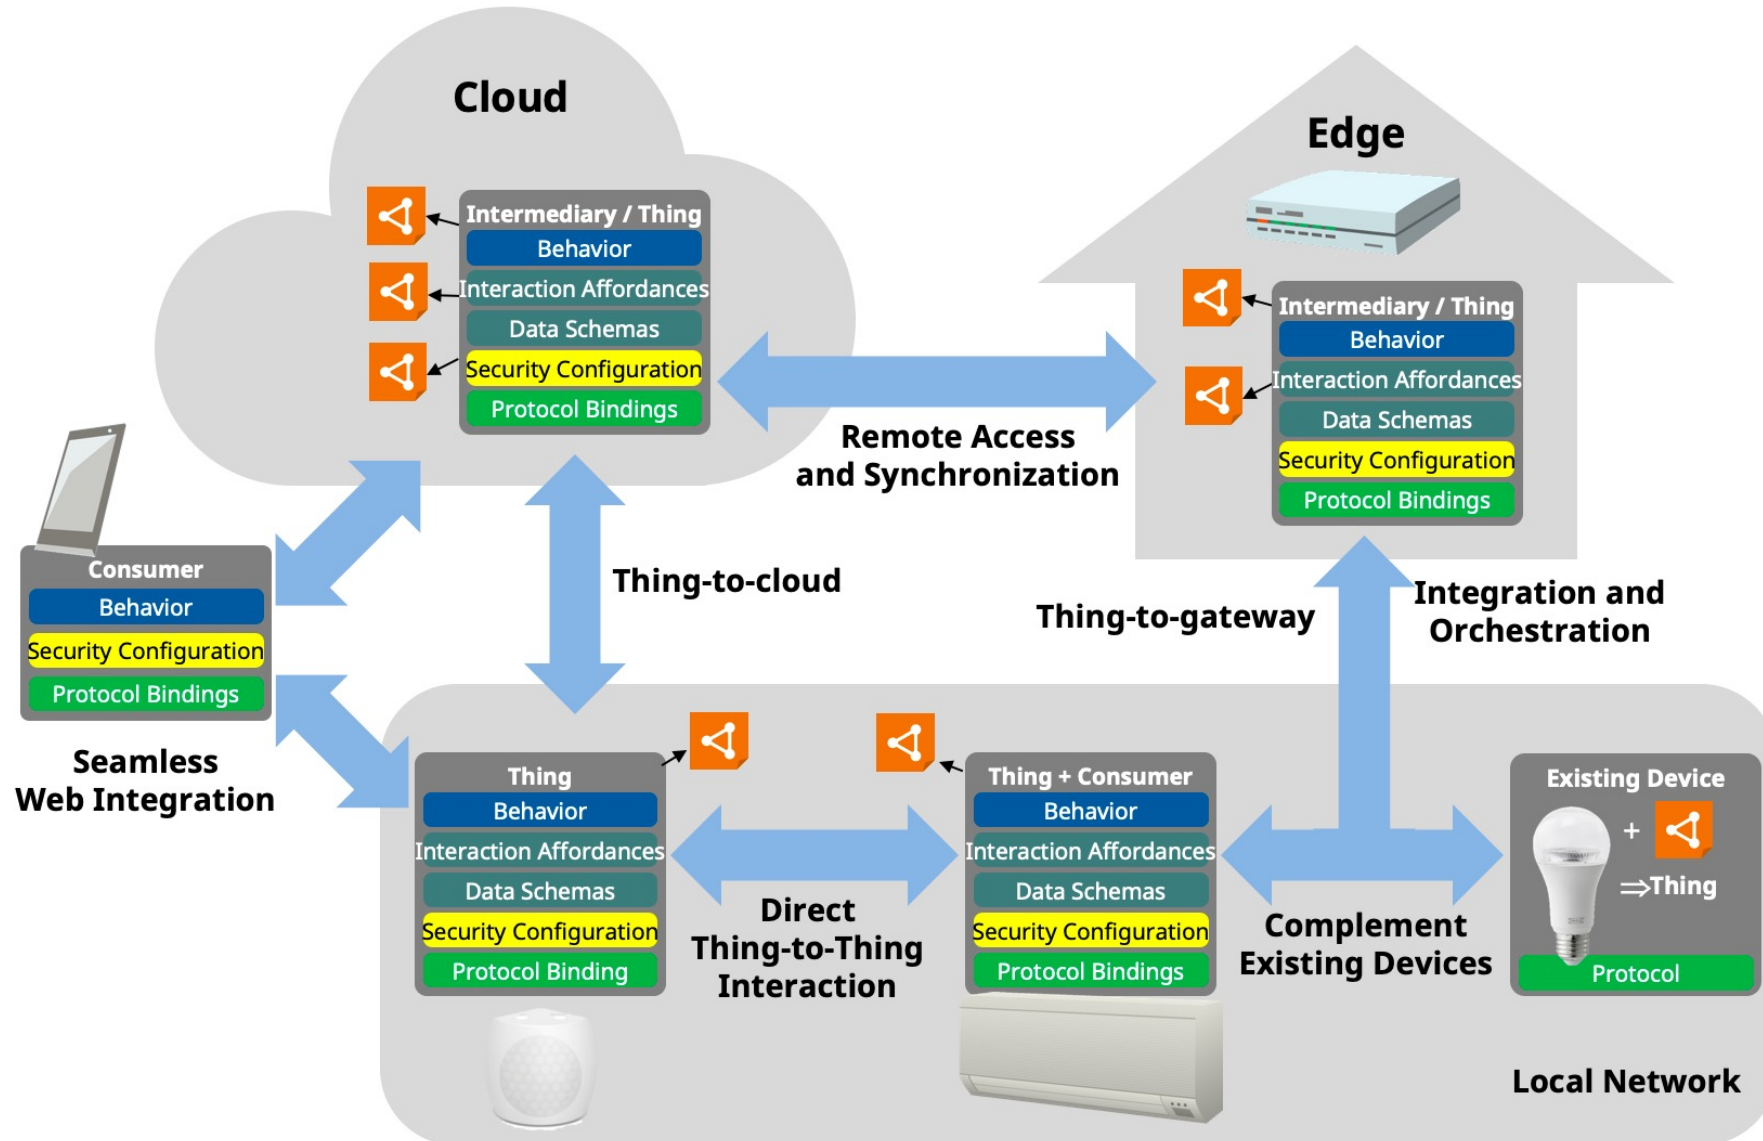 Cloud
Intermediary / Thing
Behavior
Interaction Affordances
Data Schemas
Security Configuration
Protocol Bindings
Edge
Intermediary / Thing
Behavior
Interaction Affordances
Data Schemas
Security Configuration
Protocol Bindings
Remote Access
and Synchronization
Consumer
Behavior
Security Configuration
Protocol Bindings
Thing-to-cloud
Thing-to-gateway
Integration and
Orchestration
Seamless
Web Integration
Thing
Behavior
Interaction Affordances
Data Schemas
Security Configuration
Protocol Binding
Direct
Thing-to-Thing
Interaction
Thing + Consumer
Behavior
Interaction Affordances
Data Schemas
Security Configuration
Protocol Bindings
Complement
Existing Devices
Existing Device
+
⇒Thing
Protocol
Local Network